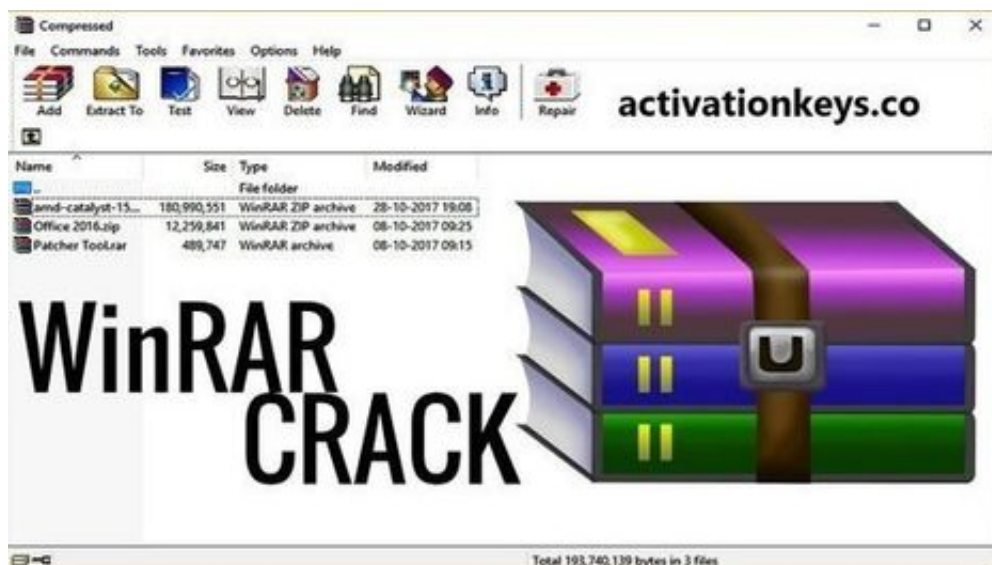 Compressed
File Commands Tools Favorites Options Help
Add Extract To Test View Delete Find Wizard Info Repair
activationkeys.co
Name Size Type Modified
.. File folder
amd-catalyst-15... 180,990,551 WinRAR ZIP archive 28-10-2017 19:08
Office 2016.zip 12,259,841 WinRAR ZIP archive 08-10-2017 09:25
Patcher Tool.rar 489,747 WinRAR archive 08-10-2017 09:15
WinRAR
CRACK
U
Total 193,740,139 bytes in 3 files